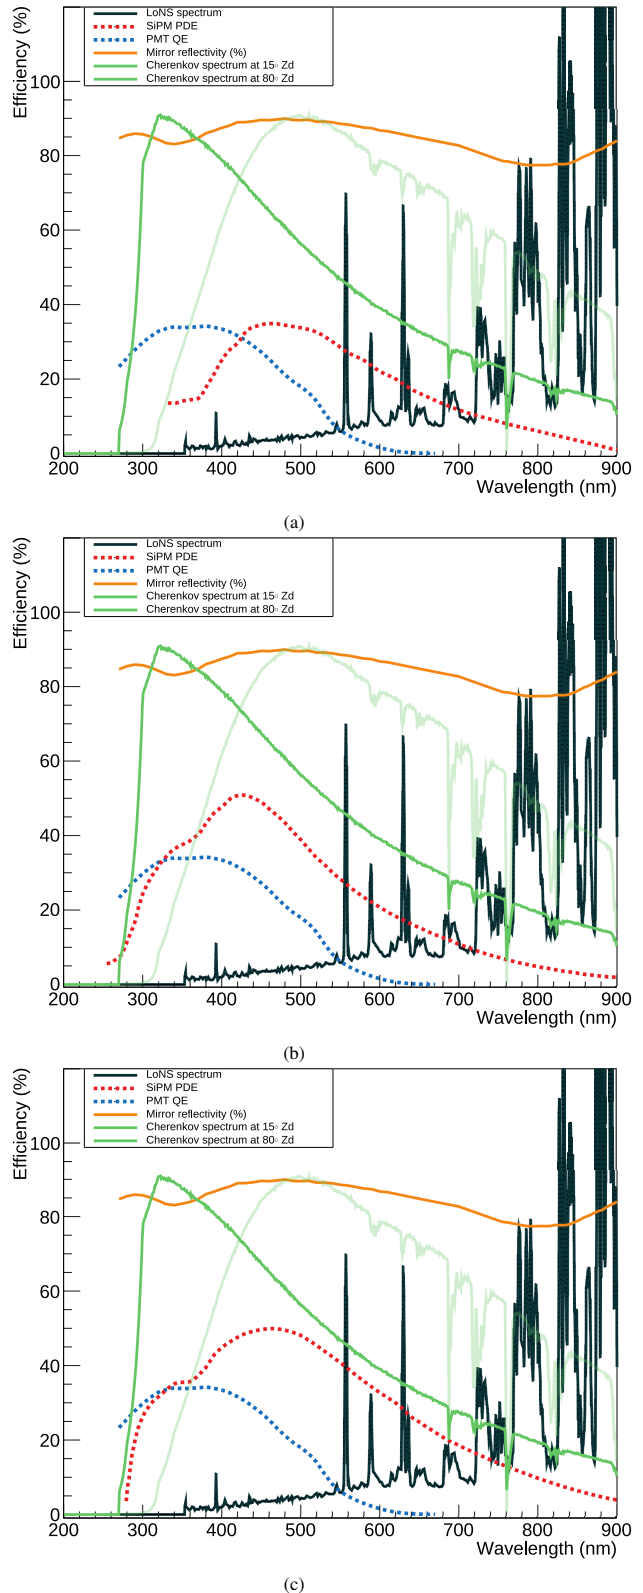 Efficiency (%)
LoNS spectrum
SiPM PDE
PMT QE
Mirror reflectivity (%)
Cherenkov spectrum at 15◦ Zd
Cherenkov spectrum at 80◦ Zd
100
80
60
40
20
0
200 300 400 500 600 700 800 900
Wavelength (nm)
(a)
Efficiency (%)
LoNS spectrum
SiPM PDE
PMT QE
Mirror reflectivity (%)
Cherenkov spectrum at 15◦ Zd
Cherenkov spectrum at 80◦ Zd
100
80
60
40
20
0
200 300 400 500 600 700 800 900
Wavelength (nm)
(b)
Efficiency (%)
LoNS spectrum
SiPM PDE
PMT QE
Mirror reflectivity (%)
Cherenkov spectrum at 15◦ Zd
Cherenkov spectrum at 80◦ Zd
100
80
60
40
20
0
200 300 400 500 600 700 800 900
Wavelength (nm)
(c)